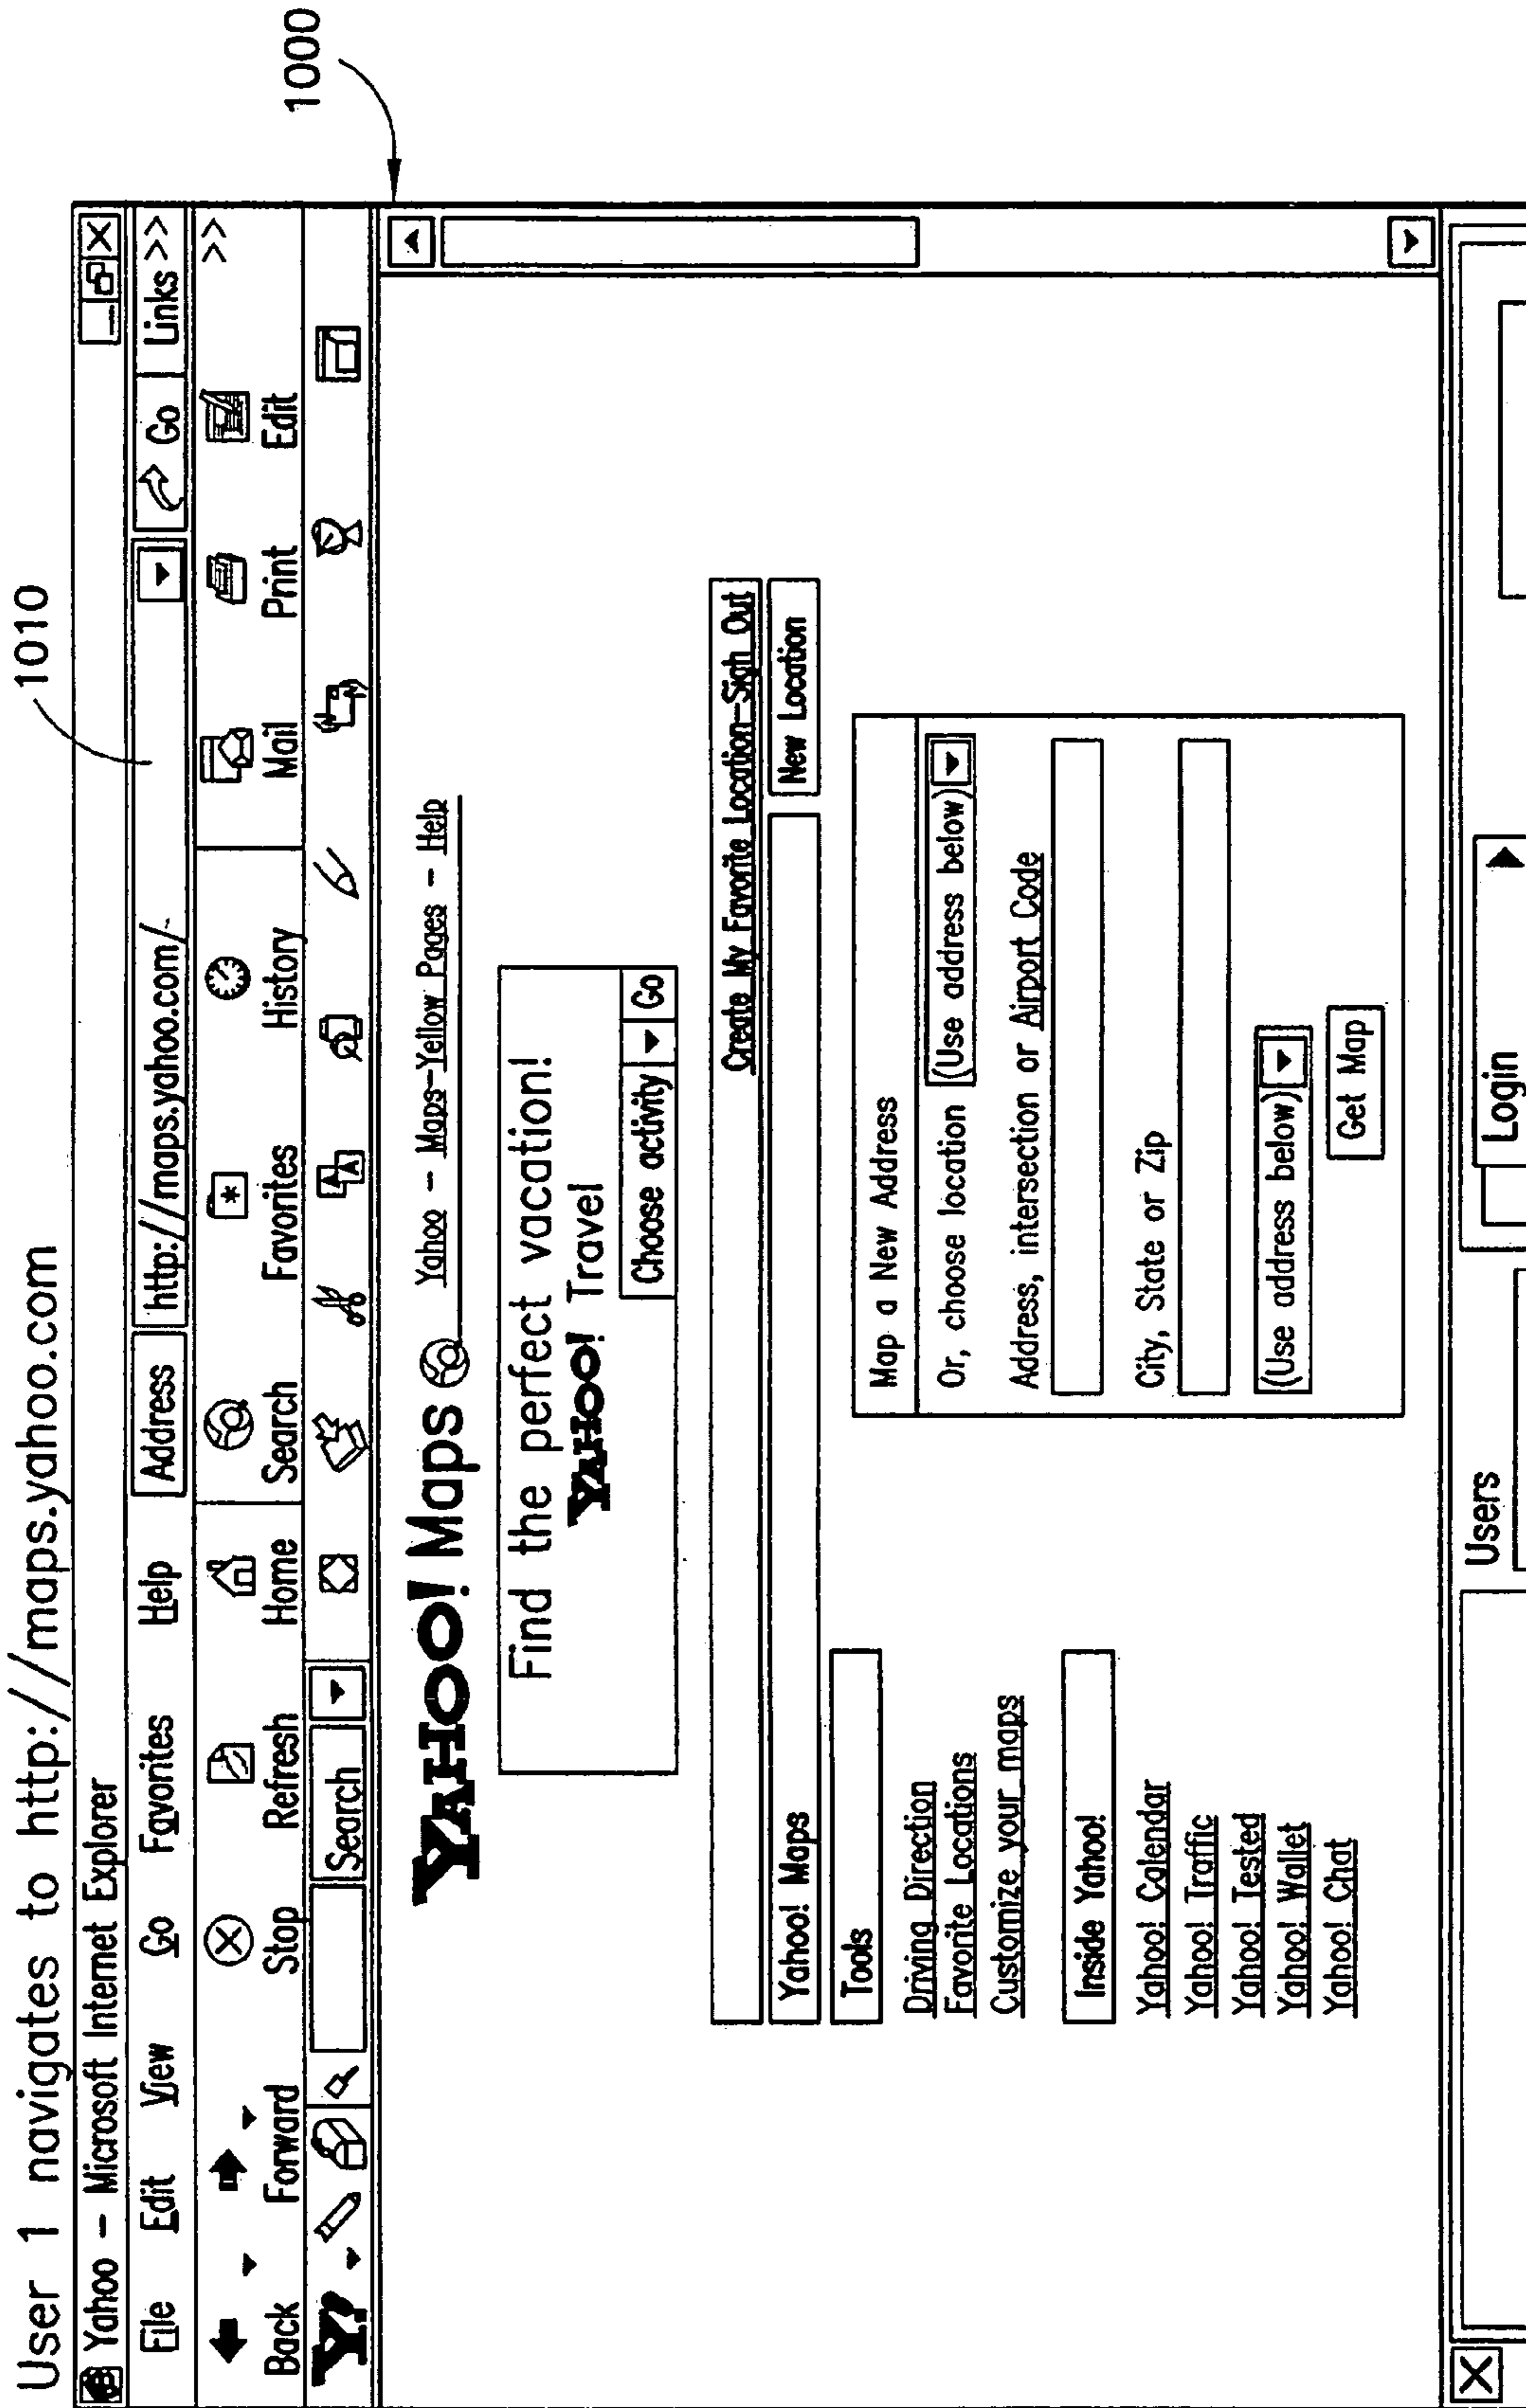 User 1 navigates to http://maps.yahoo.com
1010
1000
Yahoo - Microsoft Internet Explorer
File Edit View Go Favorites Help Address http://maps.yahoo.com/ Go Links >>
Back Forward Stop Refresh Home Search Favorites History Mail Print Edit >>
Y! Search
YAHOO! Maps Yahoo - Maps-Yellow Pages - Help
Find the perfect vacation!
YAHOO! Travel
Choose activity Go
Create My Favorite Location-Sigh Out
Yahoo! Maps New Location
Tools
Driving Direction
Favorite Locations
Customize your maps
Inside Yahoo!
Yahoo! Calendar
Yahoo! Traffic
Yahoo! Tested
Yahoo! Wallet
Yahoo! Chat
Map a New Address
Or, choose location (Use address below)
Address, intersection or Airport Code
City, State or Zip
(Use address below)
Get Map
Users
Login